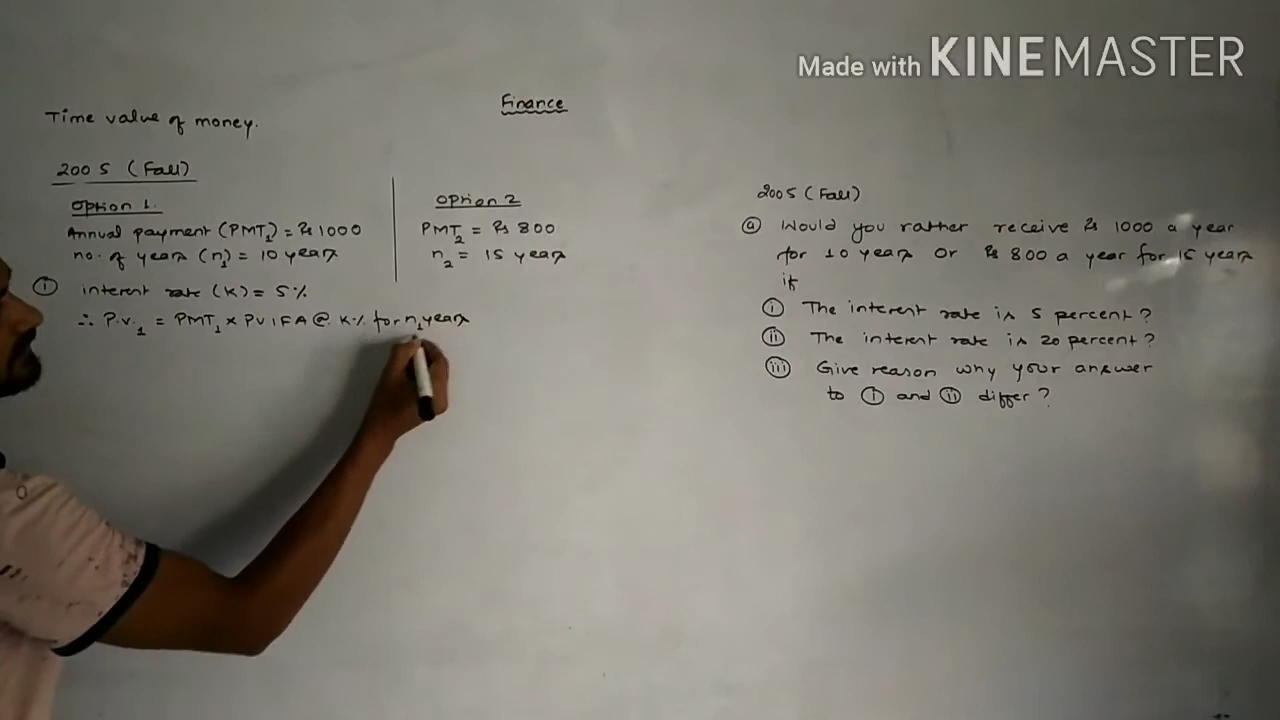 Made with KINEMASTER
Finance
Time value of money.
2005 (Fall)
Option 1.
Annual payment (PMT₁) = Rs 1000
no. of years (n₁) = 10 years
Option 2
PMT₂ = Rs 800
n₂ = 15 years
(i) interest rate (K) = 5%
∴ P.V.₁ = PMT₁ × PVIFA @ K% for n₁ years
2005 (Fall)
(a) Would you rather receive Rs 1000 a year
for 10 years or Rs 800 a year for 15 years
if
(i) The interest rate is 5 percent?
(ii) The interest rate is 20 percent?
(iii) Give reason why your answer
to (i) and (ii) differ?